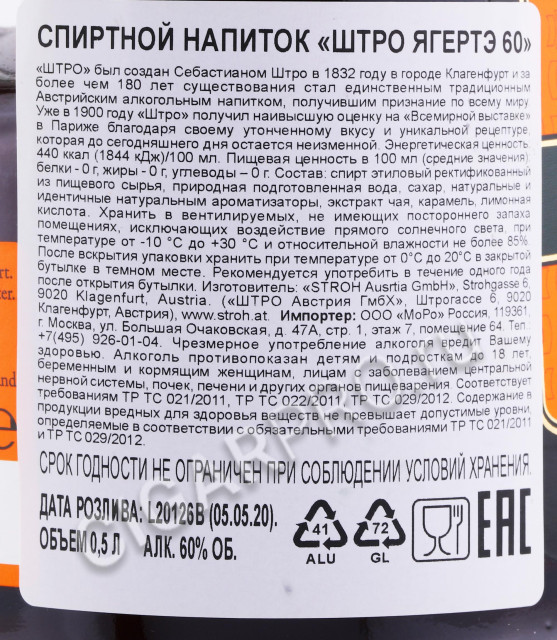 СПИРТНОЙ НАПИТОК «ШТРО ЯГЕРТЭ 60»
«ШТРО» был создан Себастианом Штро в 1832 году в городе Клагенфурт и за
более чем 180 лет существования стал единственным традиционным
Австрийским алкогольным напитком, получившим признание по всему миру.
Уже в 1900 году «Штро» получил наивысшую оценку на «Всемирной выставке»
в Париже благодаря своему утонченному вкусу и уникальной рецептуре,
которая до сегодняшнего дня остается неизменной. Энергетическая ценность:
440 ккал (1844 кДж)/100 мл. Пищевая ценность в 100 мл (средние значения):
белки - 0 г, жиры - 0 г, углеводы – 0 г. Состав: спирт этиловый ректификованный
из пищевого сырья, природная подготовленная вода, сахар, натуральные и
идентичные натуральным ароматизаторы, экстракт чая, карамель, лимонная
кислота. Хранить в вентилируемых, не имеющих постороннего запаха
помещениях, исключающих воздействие прямого солнечного света, при
температуре от -10 °C до +30 °C и относительной влажности не более 85%.
После вскрытия упаковки хранить при температуре от 0°C до 20°C в закрытой
бутылке в темном месте. Рекомендуется употребить в течение одного года
после открытия бутылки. Изготовитель: «STROH Ausrtia GmbH», Strohgasse 6,
9020 Klagenfurt, Austria. («ШТРО Австрия ГмбХ», Штрогассе 6, 9020
Клагенфурт, Австрия), www.stroh.at. Импортер: ООО «МоРо» Россия, 119361,
г. Москва, ул. Большая Очаковская, д. 47А, стр. 1, этаж 7, помещение 64. Тел.:
+7(495) 926-01-04. Чрезмерное употребление алкоголя вредит Вашему
здоровью. Алкоголь противопоказан детям и подросткам до 18 лет,
беременным и кормящим женщинам, лицам с заболеваниями центральной
нервной системы, почек, печени и других органов пищеварения. Соответствует
требованиям ТР ТС 021/2011, ТР ТС 022/2011, ТР ТС 029/2012. Содержание в
продукции вредных для здоровья веществ не превышает допустимые уровни,
определяемые в соответствии с обязательными требованиями ТР ТС 021/2011
и ТР ТС 029/2012.
СРОК ГОДНОСТИ НЕ ОГРАНИЧЕН ПРИ СОБЛЮДЕНИИ УСЛОВИЙ ХРАНЕНИЯ.
ДАТА РОЗЛИВА: L20126B (05.05.20).
ОБЪЕМ 0,5 Л АЛК. 60% ОБ.
41
ALU
72
GL
EAC
CIGARPRO.RU